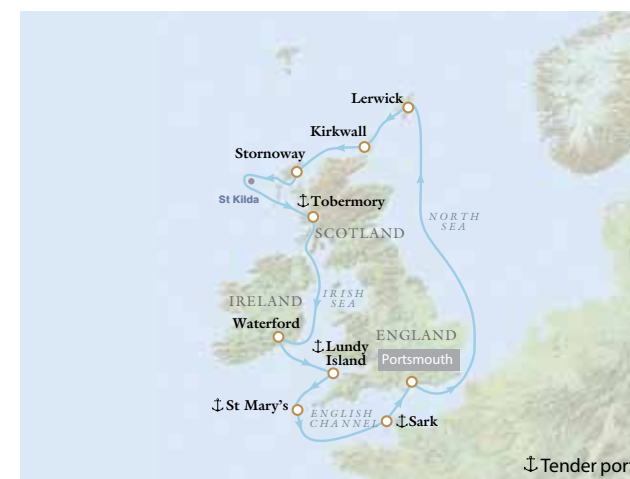 Lerwick
Kirkwall
Stornoway
St Kilda
⚓Tobermory
SCOTLAND
NORTH
SEA
IRELAND
IRISH
SEA
Waterford
ENGLAND
⚓Lundy
Island
Portsmouth
⚓St Mary's
ENGLISH
CHANNEL
⚓Sark
⚓Tender por